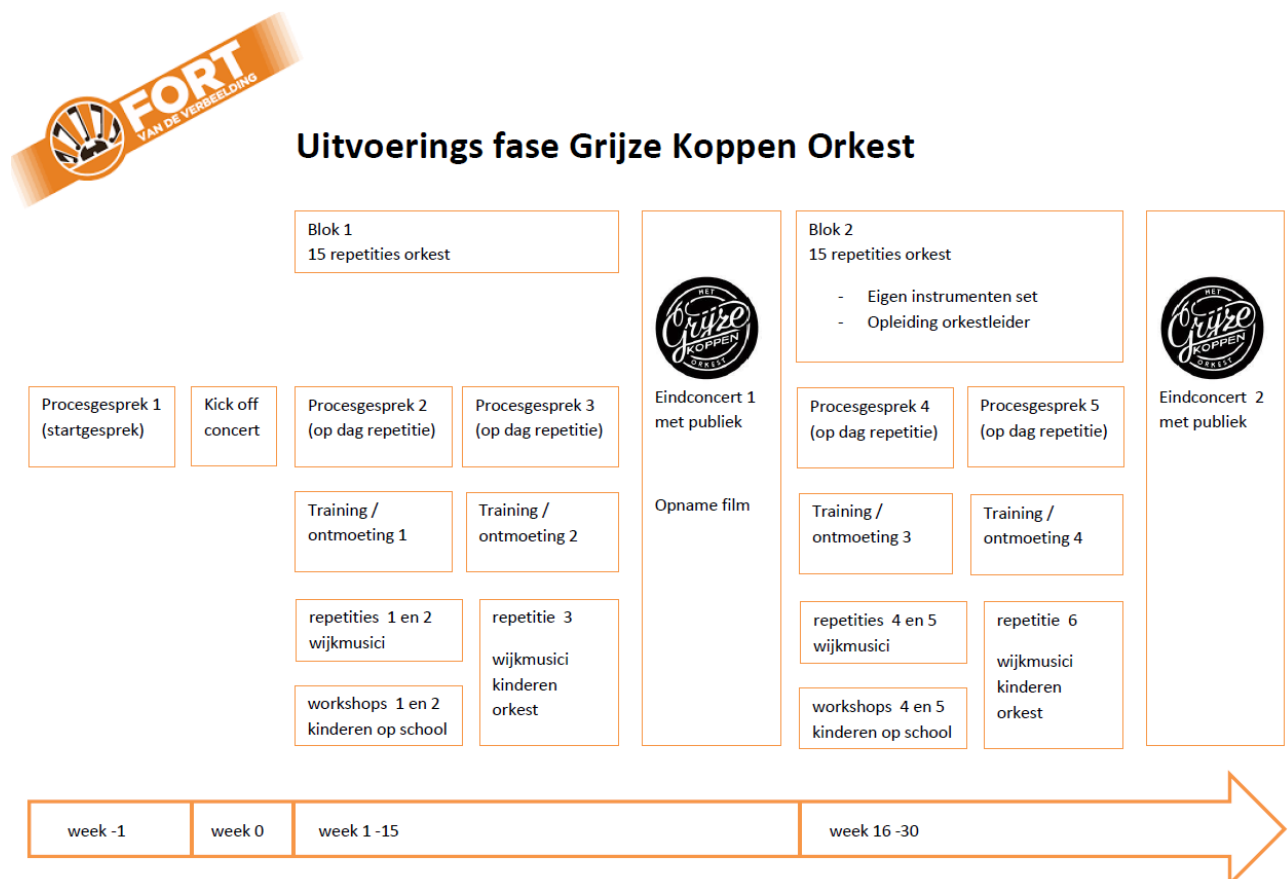 FORT
VAN DE VERBEELDING
Uitvoerings fase Grijze Koppen Orkest
Blok 1
15 repetities orkest
HET
Grijze
KOPPEN
ORKEST
Eindconcert 1
met publiek
Opname film
Blok 2
15 repetities orkest
- Eigen instrumenten set
- Opleiding orkestleider
HET
Grijze
KOPPEN
ORKEST
Eindconcert 2
met publiek
Procesgesprek 1
(startgesprek)
Kick off
concert
Procesgesprek 2
(op dag repetitie)
Procesgesprek 3
(op dag repetitie)
Procesgesprek 4
(op dag repetitie)
Procesgesprek 5
(op dag repetitie)
Training /
ontmoeting 1
Training /
ontmoeting 2
Training /
ontmoeting 3
Training /
ontmoeting 4
repetities 1 en 2
wijkmusici
repetitie 3
wijkmusici
kinderen
orkest
workshops 1 en 2
kinderen op school
repetities 4 en 5
wijkmusici
repetitie 6
wijkmusici
kinderen
orkest
workshops 4 en 5
kinderen op school
week -1
week 0
week 1 -15
week 16 -30